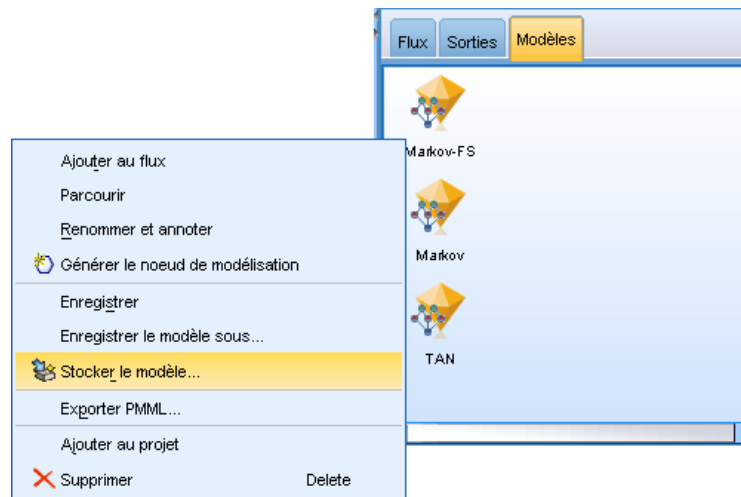 Flux Sorties Modèles
Markov-FS
Markov
TAN
Ajouter au flux
Parcourir
Renommer et annoter
Générer le noeud de modélisation
Enregistrer
Enregistrer le modèle sous...
Stocker le modèle...
Exporter PMML...
Ajouter au projet
Supprimer Delete